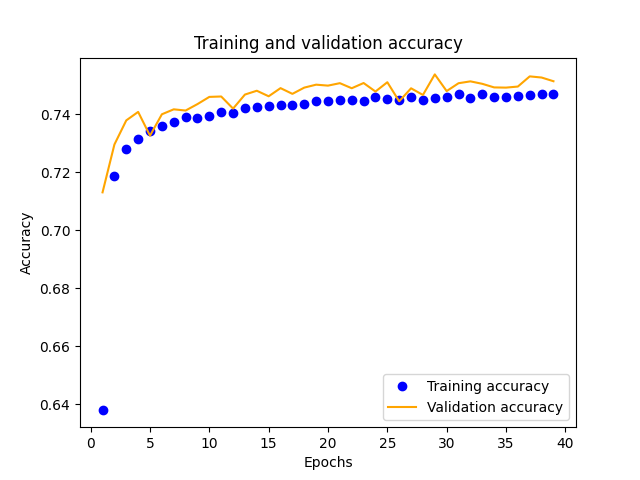 Training and validation accuracy
Accuracy
0.74
0.72
0.70
0.68
0.66
0.64
Training accuracy
Validation accuracy
0 5 10 15 20 25 30 35 40
Epochs